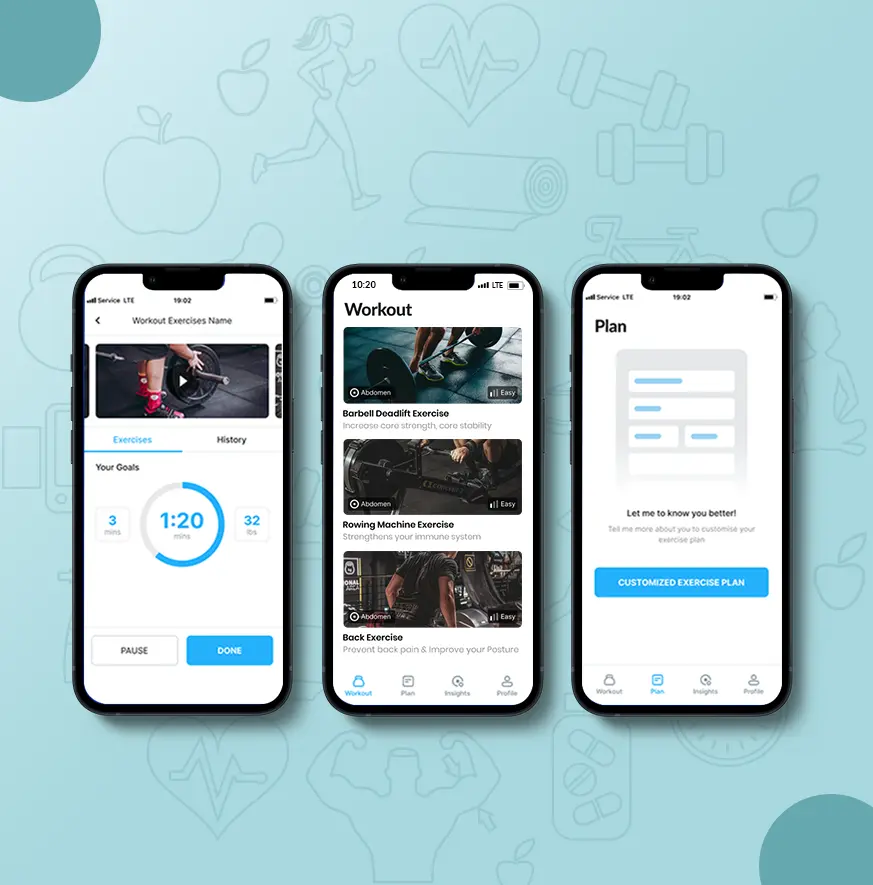 Service LTE
19:02
Workout Exercises Name
Exercises
History
Your Goals
3
mins
1:20
mins
32
lbs
PAUSE
DONE
10:20
LTE
Workout
Abdomen
Easy
Barbell Deadlift Exercise
Increase core strength, core stability
Abdomen
Easy
Rowing Machine Exercise
Strengthens your immune system
Abdomen
Easy
Back Exercise
Prevent back pain & Improve your Posture
Workout
Plan
Insights
Profile
Service LTE
19:02
Plan
Let me to know you better!
Tell me more about you to customise your
exercise plan
CUSTOMIZED EXERCISE PLAN
Workout
Plan
Insights
Profile